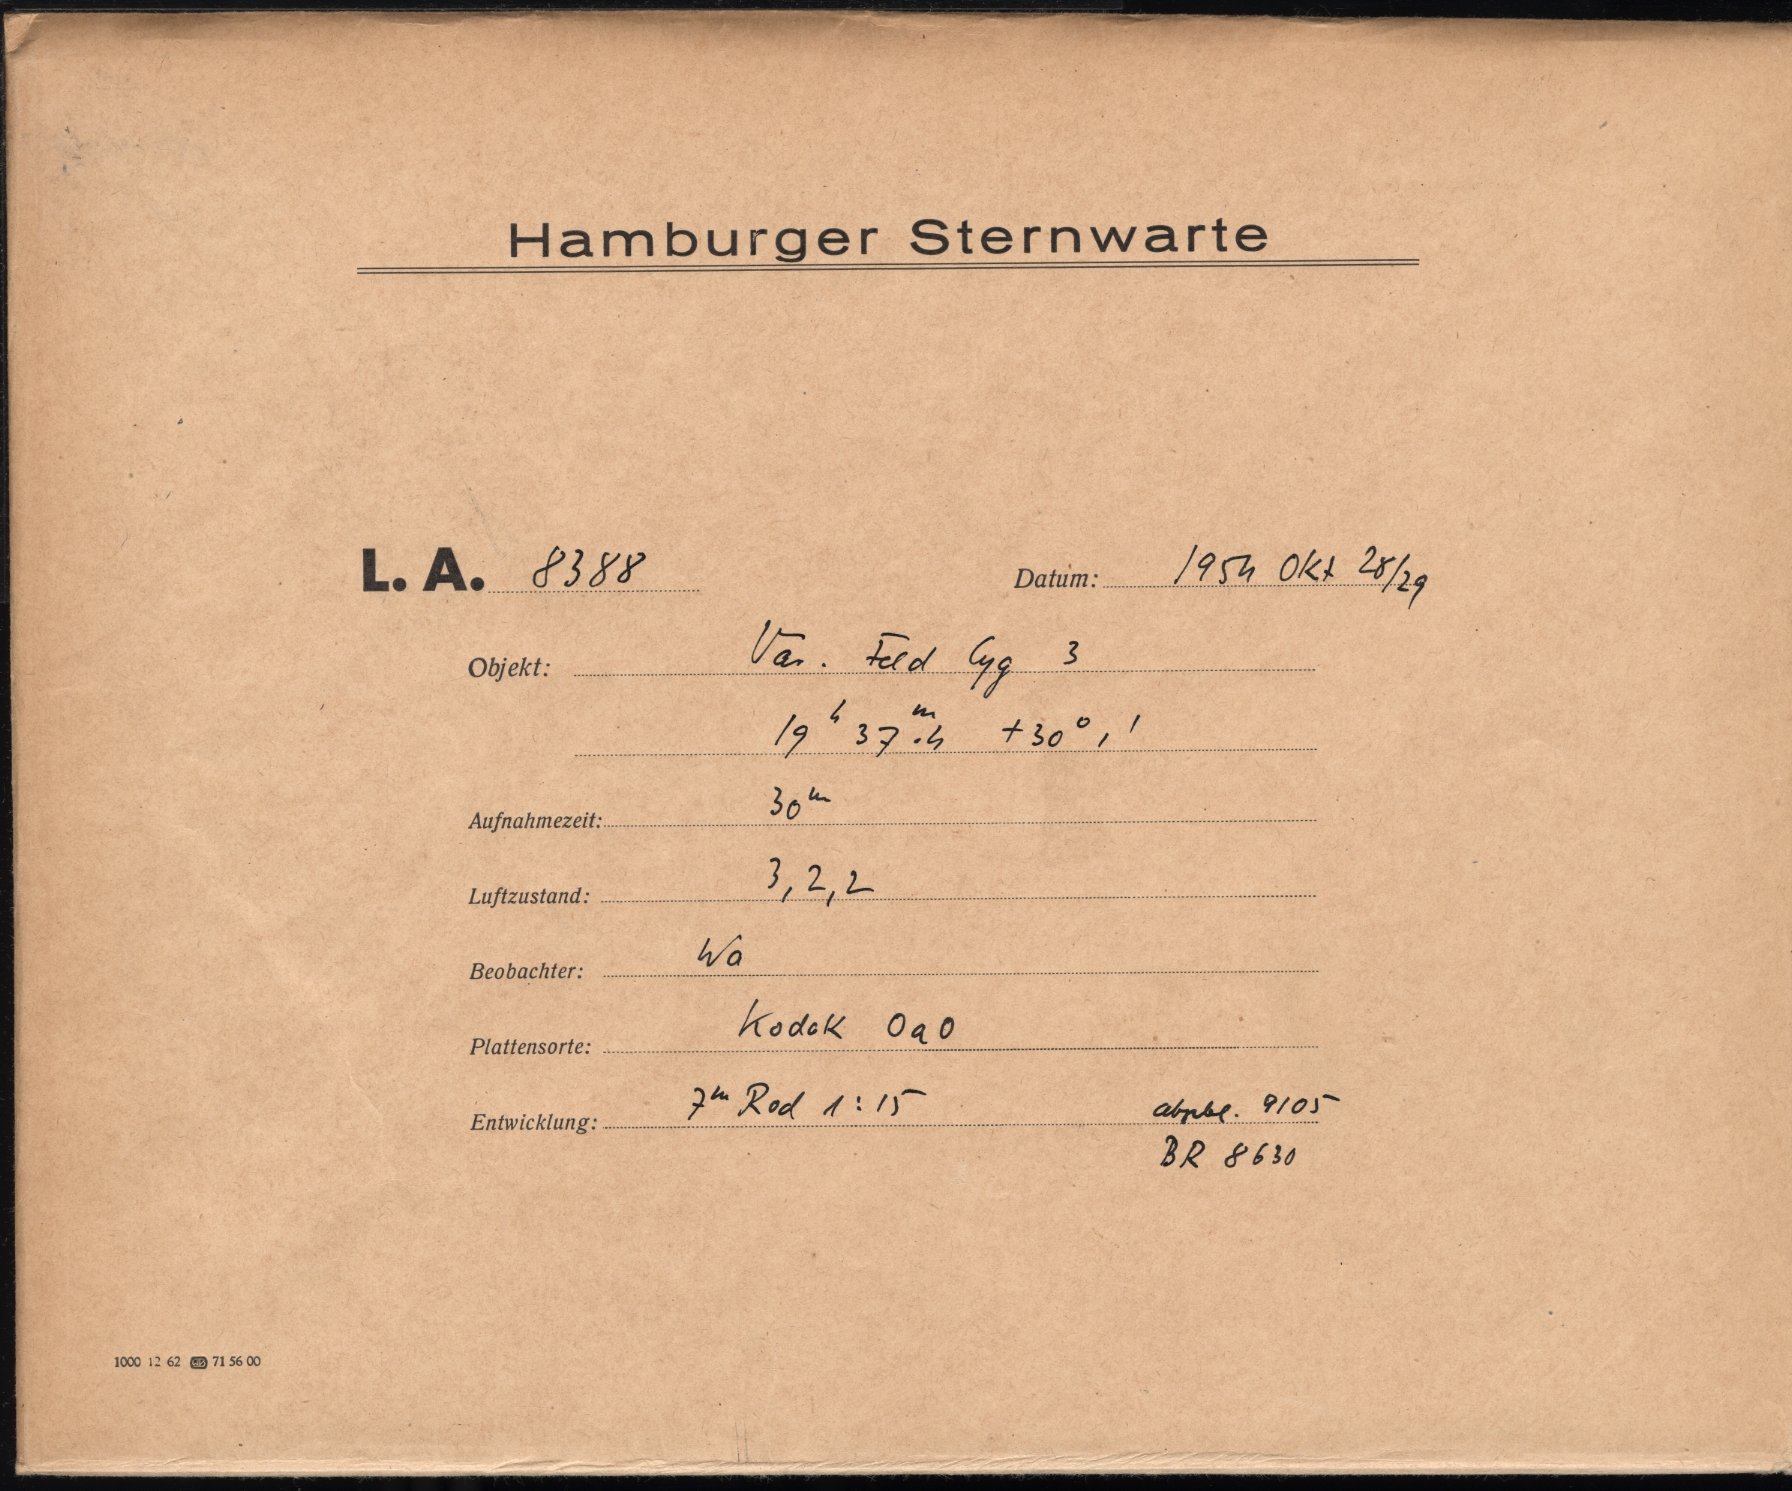 Hamburger Sternwarte
L. A. 8388
Datum: 1954 Okt 28/29
Objekt: Var. Feld Cyg 3
19ʰ 37ᵐ.4 +30° 1'
Aufnahmezeit: 30ᵐ
Luftzustand: 3, 2, 2
Beobachter: Wa
Plattensorte: Kodak OaO
Entwicklung: 7ᵐ Rod 1:15
9105
BR 8630
1000 12 62 71 56 00